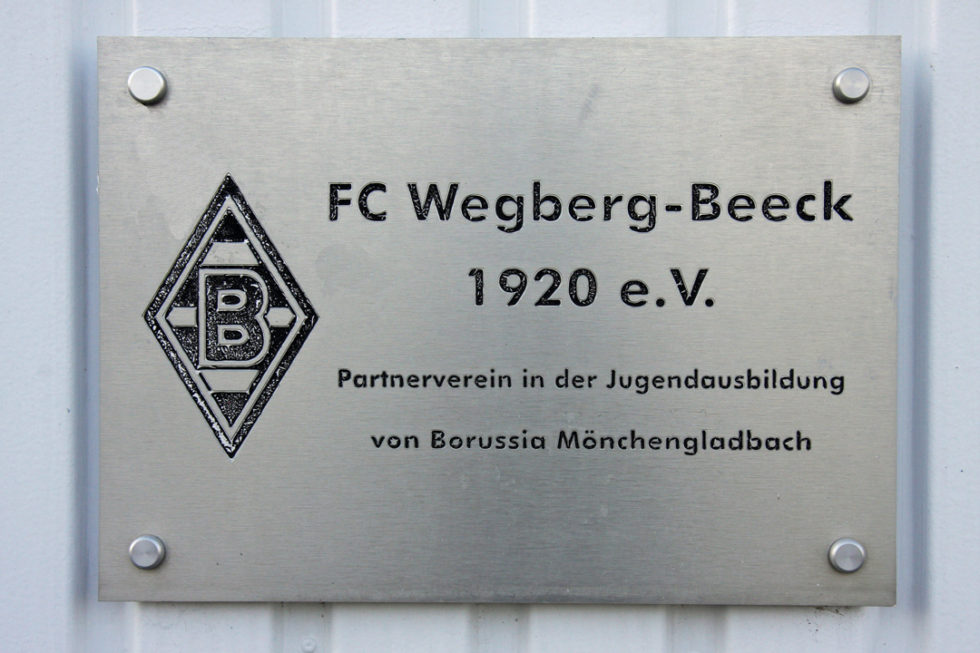 B
FC Wegberg-Beeck
1920 e.V.
Partnerverein in der Jugendausbildung
von Borussia Mönchengladbach